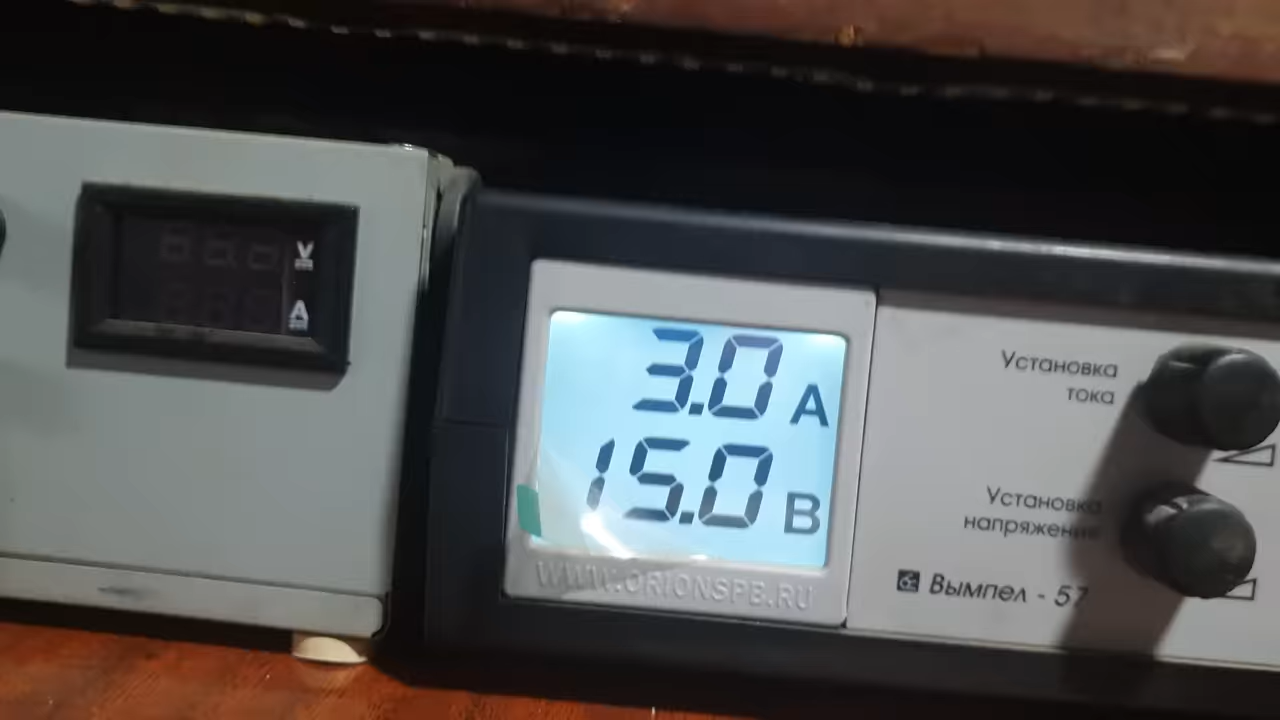 V
A
3.0 A
15.0 В
WWW.ORIONSPB.RU
Установка
тока
Установка
напряжения
Вымпел - 57